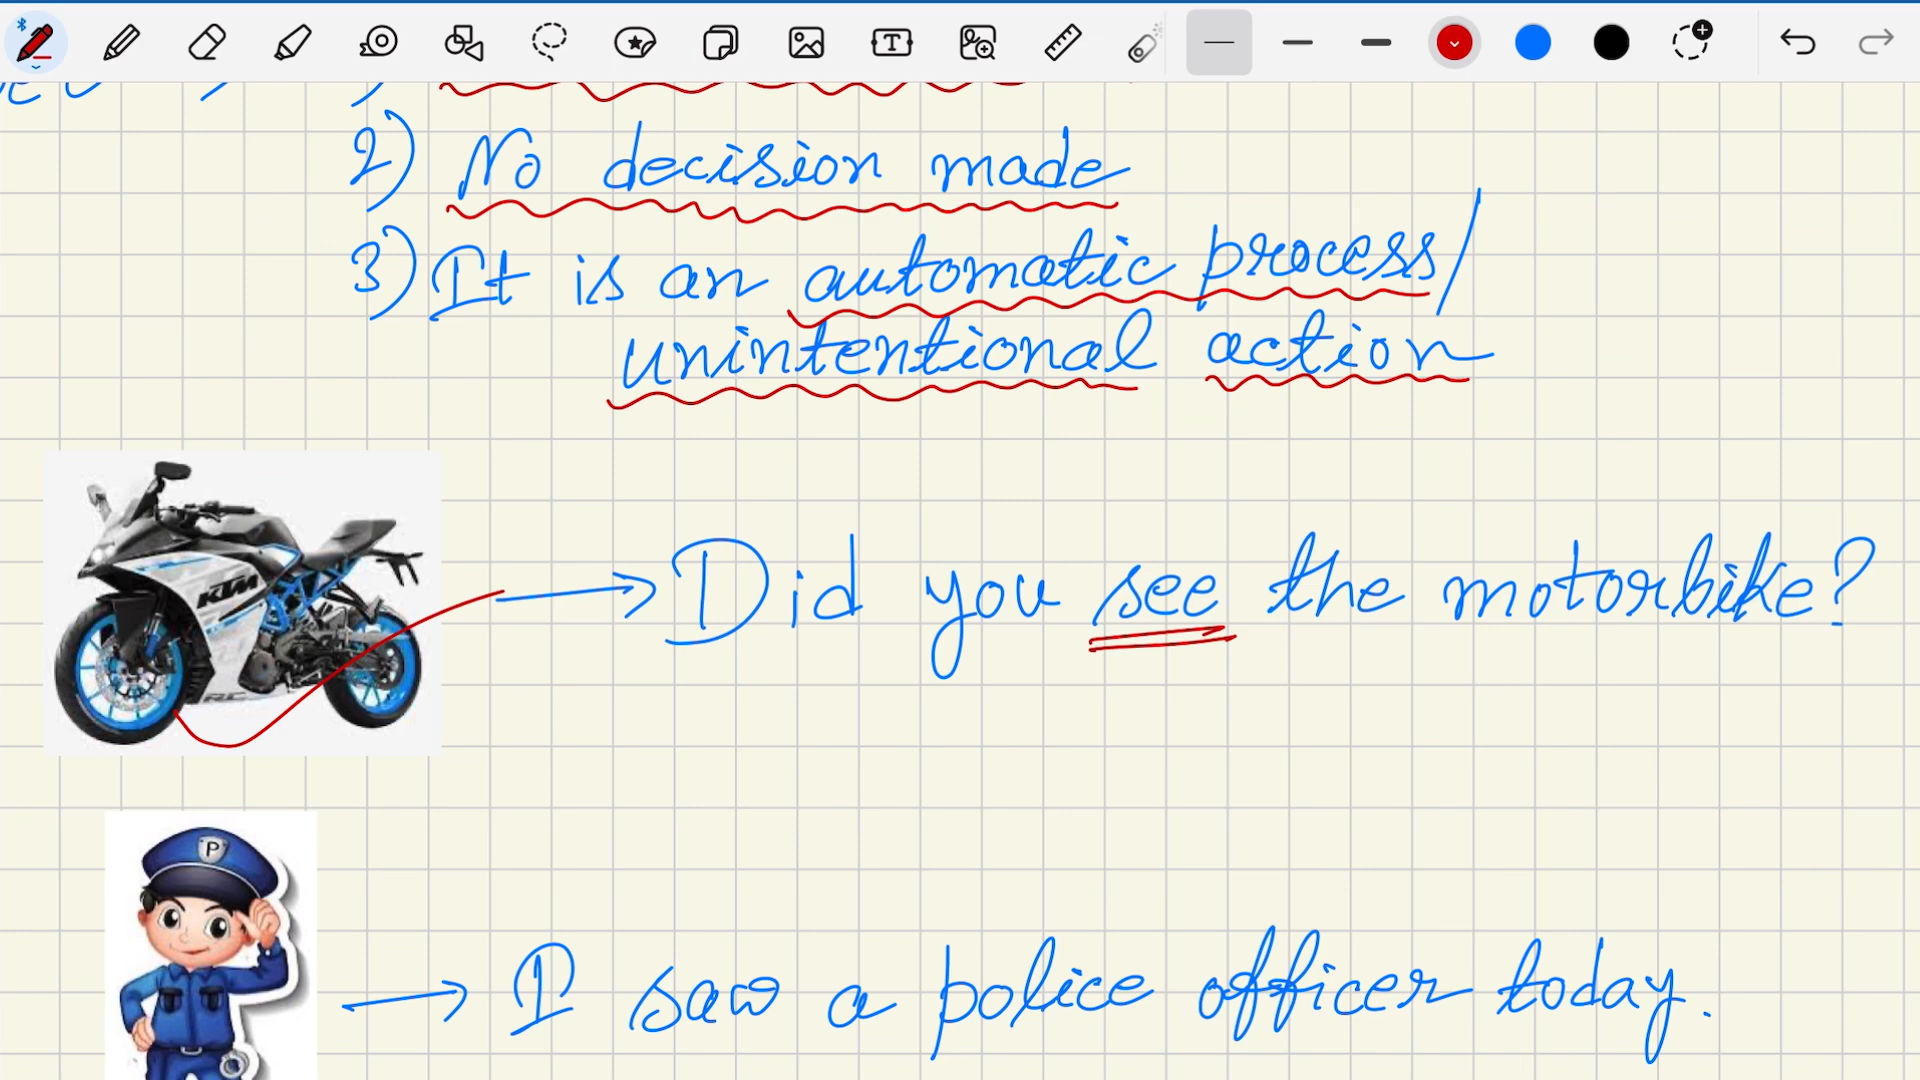 2) No decision made
3) It is an automatic process/
unintentional action
KTM
RC
Did you see the motorbike?
P
I saw a police officer today.